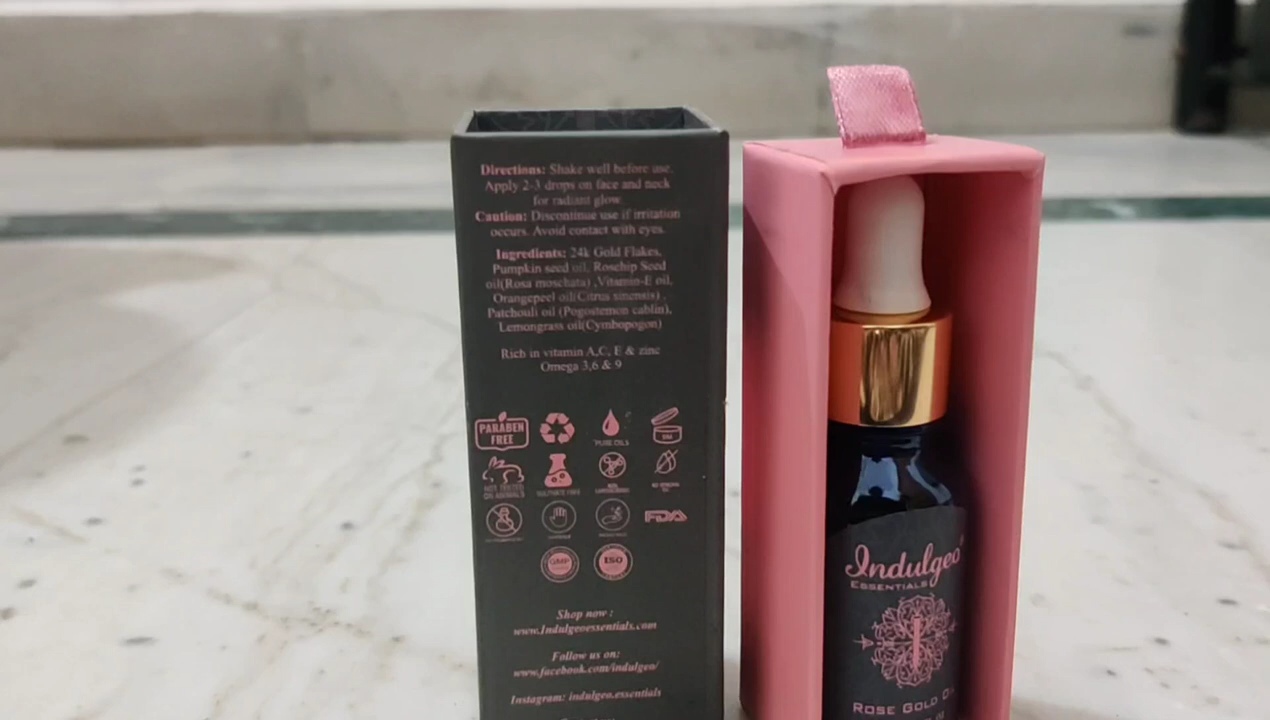 Directions: Shake well before use.
Apply 2-3 drops on face and neck
for radiant glow
Caution: Discontinue use if irritation
occurs. Avoid contact with eyes.
Ingredients: 24k Gold Flakes,
Pumpkin seed oil, Rosehip Seed
oil(Rosa moschata) ,Vitamin-E oil,
Orangepeel oil(Citrus sinensis) ,
Patchouli oil (Pogostemon cablin),
Lemongrass oil(Cymbopogon)
Rich in vitamin A,C, E & zinc
Omega 3,6 & 9
PARABEN
FREE
PURE OILS
NOT TESTED
ON ANIMALS
SULPHATE FREE
FDA
GMP
ISO
Shop now :
www.Indulgeoessentials.com
Follow us on:
www.facebook.com/indulgeo/
Instagram: indulgeo.essentials
Indulgeo
ESSENTIALS
ROSE GOLD